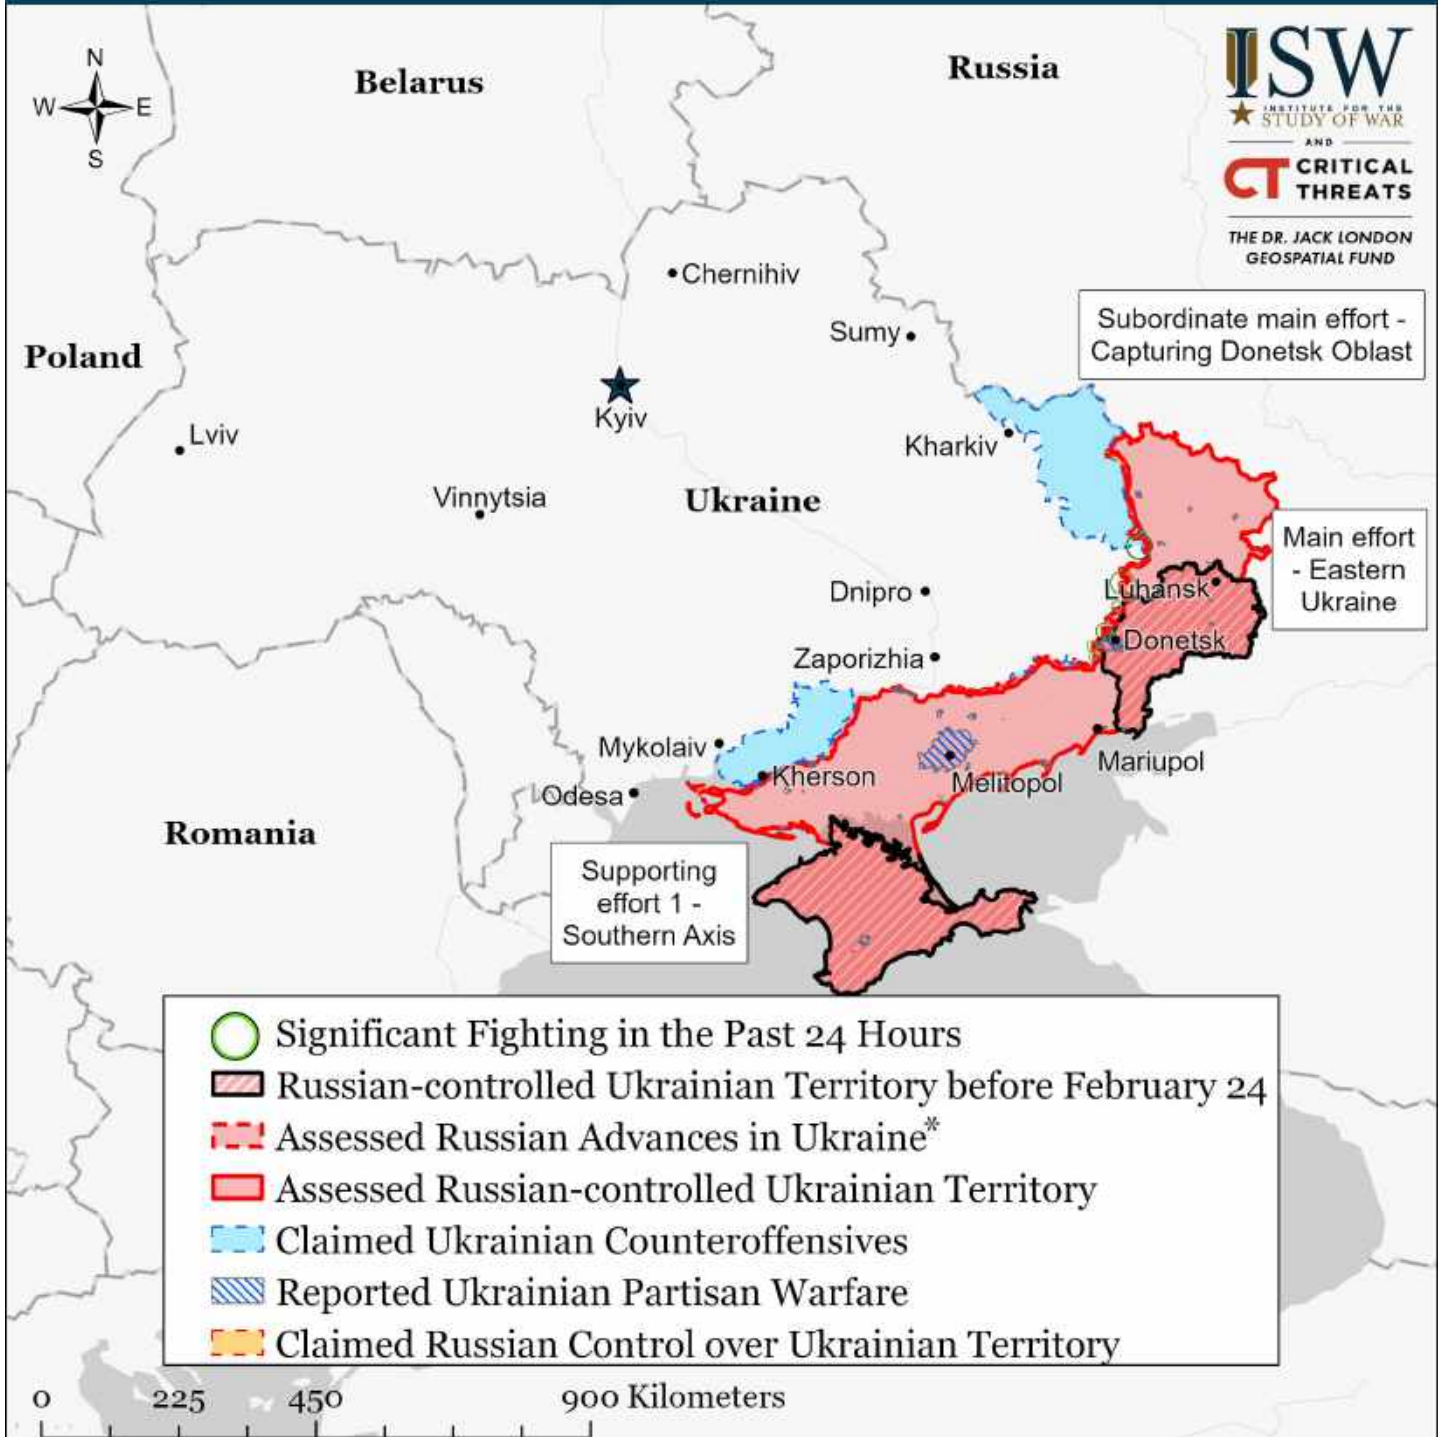 N
W E
S
Belarus
Russia
ISW
INSTITUTE FOR THE
STUDY OF WAR
AND
CT CRITICAL
THREATS
THE DR. JACK LONDON
GEOSPATIAL FUND
Chernihiv
Subordinate main effort -
Capturing Donetsk Oblast
Sumy
Poland
Kyiv
Lviv
Kharkiv
Vinnytsia
Ukraine
Main effort
- Eastern
Ukraine
Dnipro
Luhansk
Donetsk
Zaporizhia
Mykolaiv
Mariupol
Kherson
Melitopol
Odesa
Romania
Supporting
effort 1 -
Southern Axis
Significant Fighting in the Past 24 Hours
Russian-controlled Ukrainian Territory before February 24
Assessed Russian Advances in Ukraine*
Assessed Russian-controlled Ukrainian Territory
Claimed Ukrainian Counteroffensives
Reported Ukrainian Partisan Warfare
Claimed Russian Control over Ukrainian Territory
0 225 450 900 Kilometers